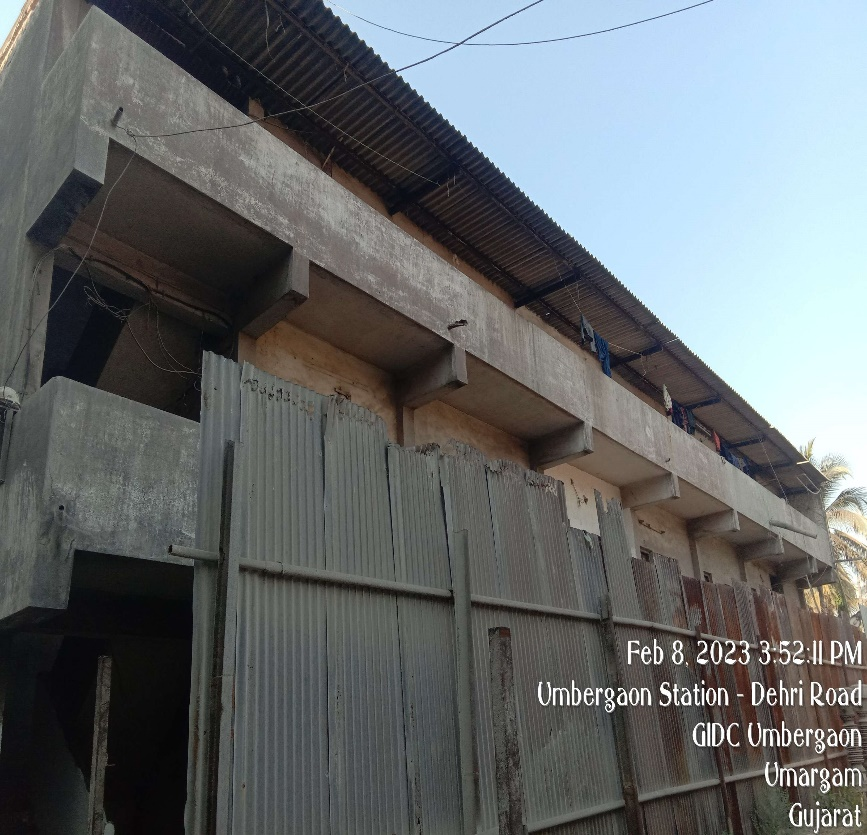 Feb 8, 2023 3:52:11 PM
Umbergaon Station - Dehri Road
GIDC Umbergaon
Umargam
Gujarat